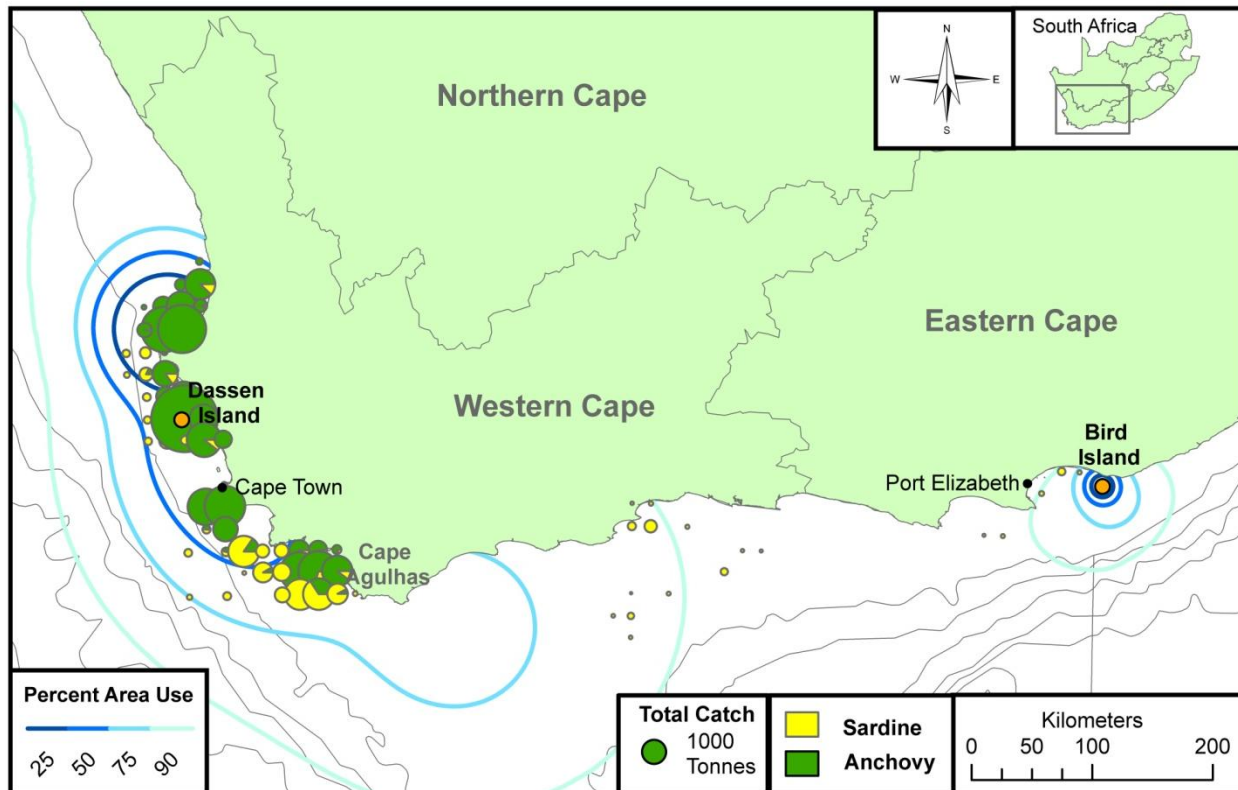 N
W E
S
South Africa
Northern Cape
Eastern Cape
Western Cape
Dassen
Island
Bird
Island
Port Elizabeth
Cape Town
Cape
Agulhas
Percent Area Use
25 50 75 90
Total Catch
1000
Tonnes
Sardine
Anchovy
Kilometers
0 50 100 200